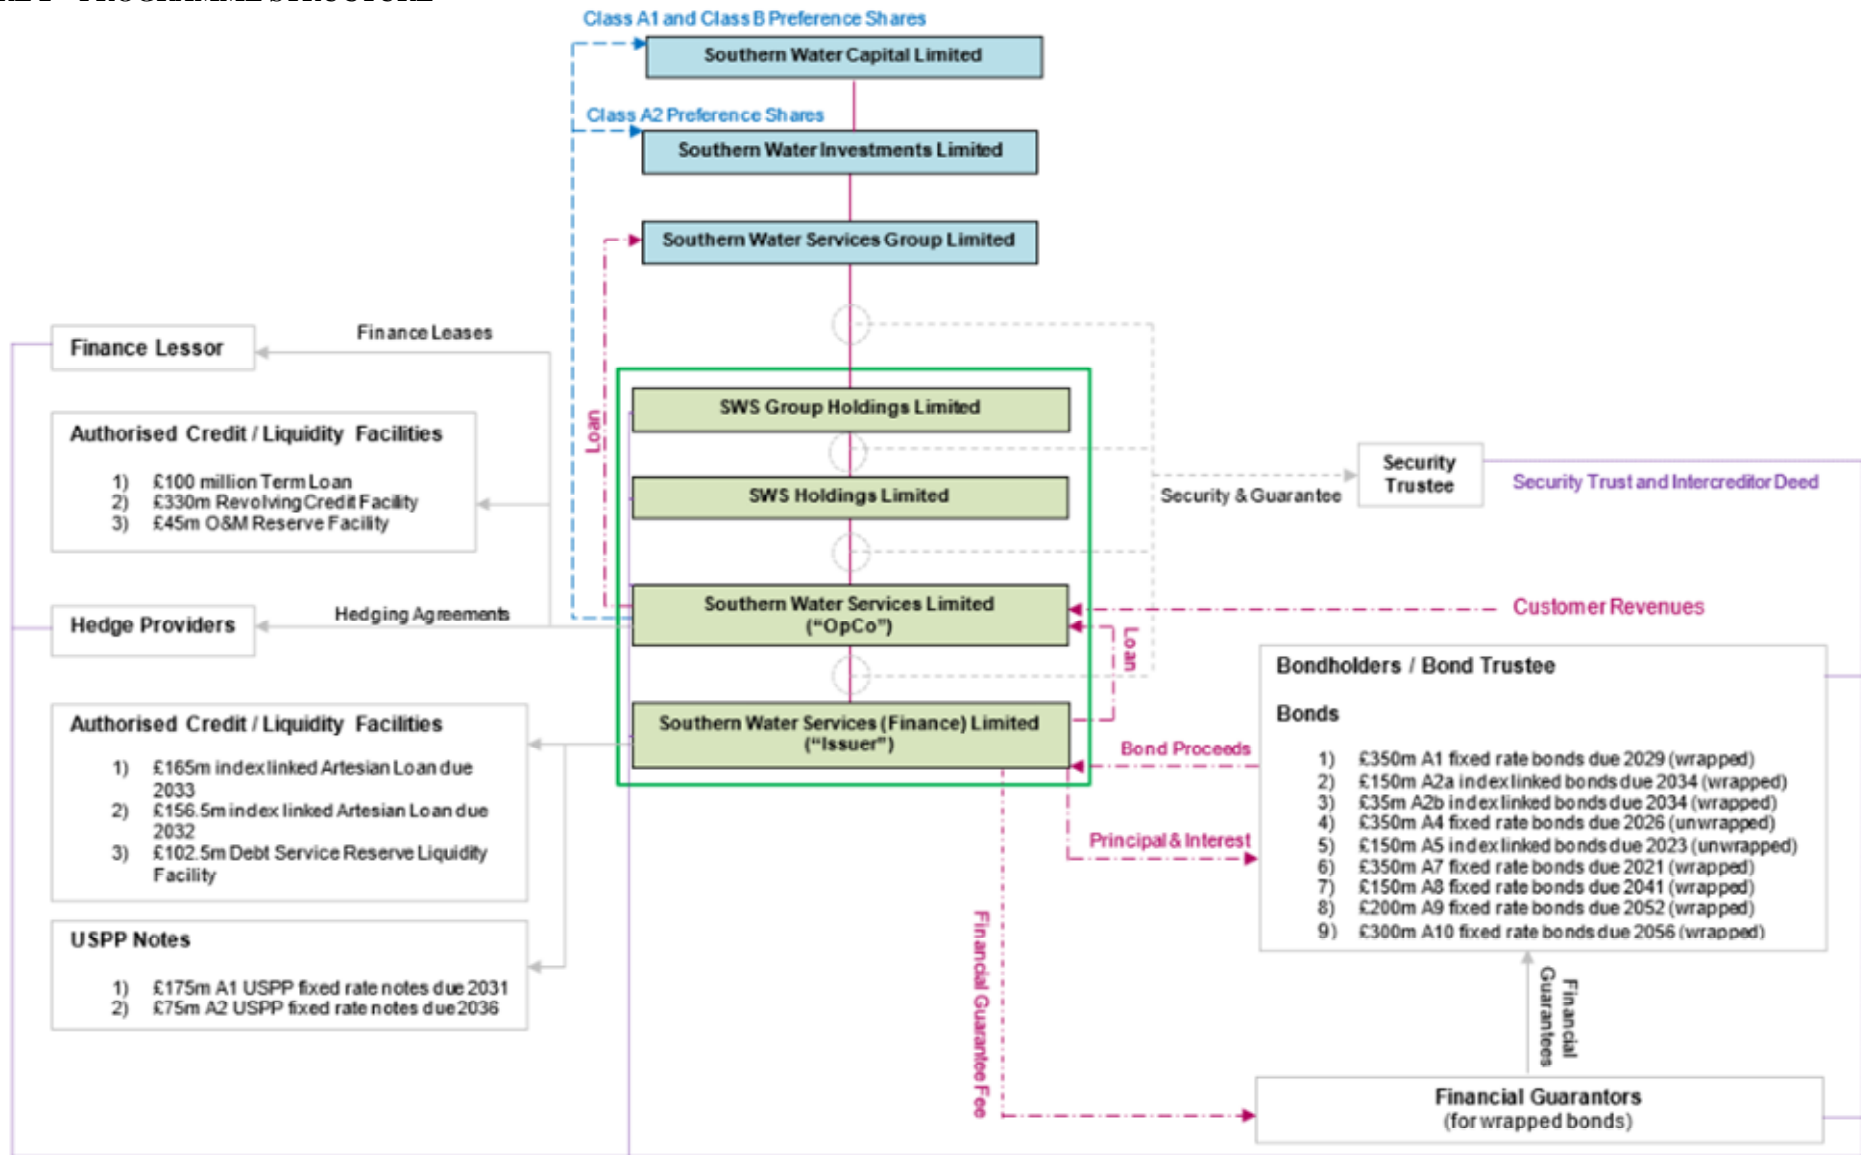 PROGRAMME STRUCTURE
Class A1 and Class B Preference Shares
Southern Water Capital Limited
Class A2 Preference Shares
Southern Water Investments Limited
Southern Water Services Group Limited
Finance Lessor
Finance Leases
Authorised Credit / Liquidity Facilities
1) £100 million Term Loan
2) £330m Revolving Credit Facility
3) £45m O&M Reserve Facility
Loan
SWS Group Holdings Limited
SWS Holdings Limited
Security & Guarantee
Security
Trustee
Security Trust and Intercreditor Deed
Hedge Providers
Hedging Agreements
Southern Water Services Limited
("OpCo")
Customer Revenues
Loan
Southern Water Services (Finance) Limited
("Issuer")
Authorised Credit / Liquidity Facilities
1) £165m index linked Artesian Loan due
2033
2) £156.5m index linked Artesian Loan due
2032
3) £102.5m Debt Service Reserve Liquidity
Facility
USPP Notes
1) £175m A1 USPP fixed rate notes due 2031
2) £75m A2 USPP fixed rate notes due 2036
Bond Proceeds
Principal & Interest
Bondholders / Bond Trustee
Bonds
1) £350m A1 fixed rate bonds due 2029 (wrapped)
2) £150m A2a index linked bonds due 2034 (wrapped)
3) £35m A2b index linked bonds due 2034 (wrapped)
4) £350m A4 fixed rate bonds due 2026 (unwrapped)
5) £150m A5 index linked bonds due 2023 (unwrapped)
6) £350m A7 fixed rate bonds due 2021 (wrapped)
7) £150m A8 fixed rate bonds due 2041 (wrapped)
8) £200m A9 fixed rate bonds due 2052 (wrapped)
9) £300m A10 fixed rate bonds due 2056 (wrapped)
Financial Guarantee Fee
Financial
Guarantees
Financial Guarantors
(for wrapped bonds)